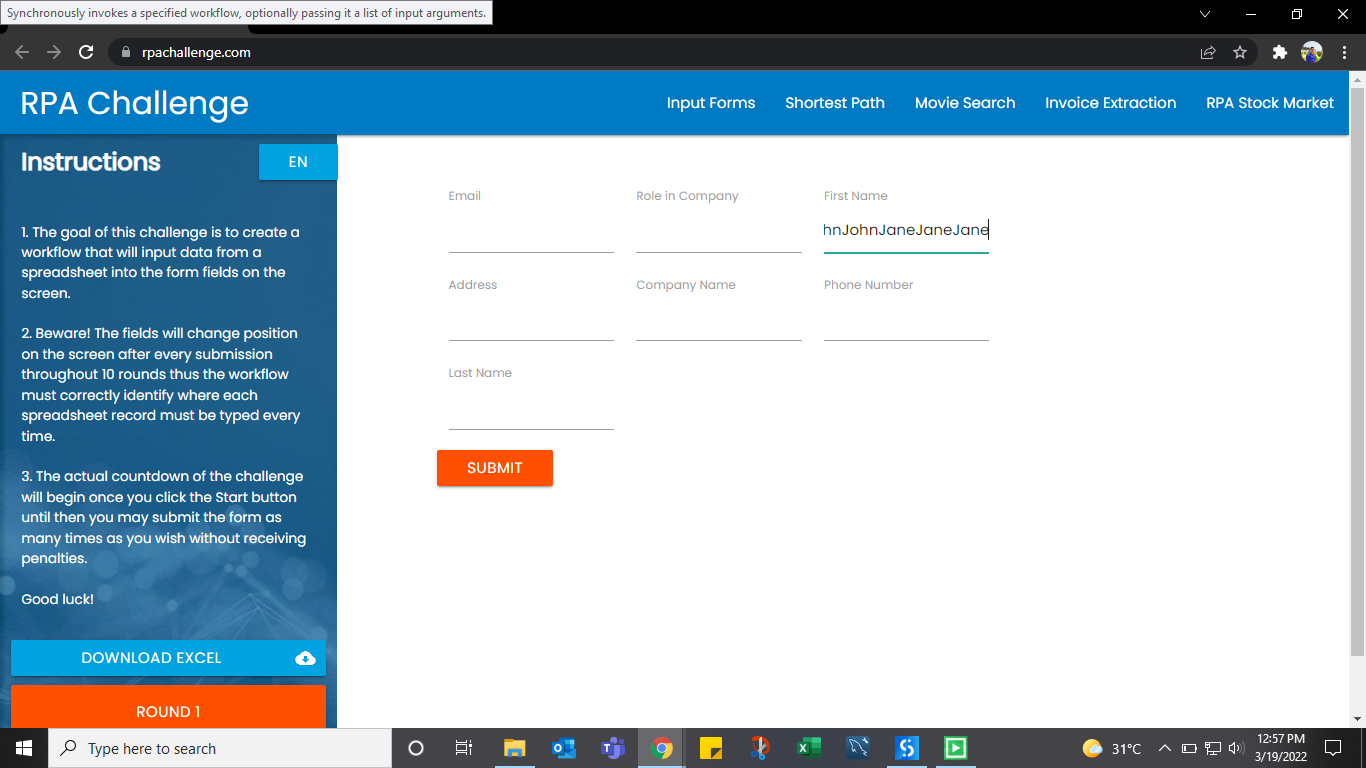 Synchronously invokes a specified workflow, optionally passing it a list of input arguments.
rpachallenge.com
RPA Challenge
Input Forms Shortest Path Movie Search Invoice Extraction RPA Stock Market
Instructions
EN
1. The goal of this challenge is to create a
workflow that will input data from a
spreadsheet into the form fields on the
screen.
2. Beware! The fields will change position
on the screen after every submission
throughout 10 rounds thus the workflow
must correctly identify where each
spreadsheet record must be typed every
time.
3. The actual countdown of the challenge
will begin once you click the Start button
until then you may submit the form as
many times as you wish without receiving
penalties.
Good luck!
DOWNLOAD EXCEL
ROUND 1
Email Role in Company First Name
hnJohnJaneJaneJane
Address Company Name Phone Number
Last Name
SUBMIT
Type here to search
31°C
12:57 PM
3/19/2022